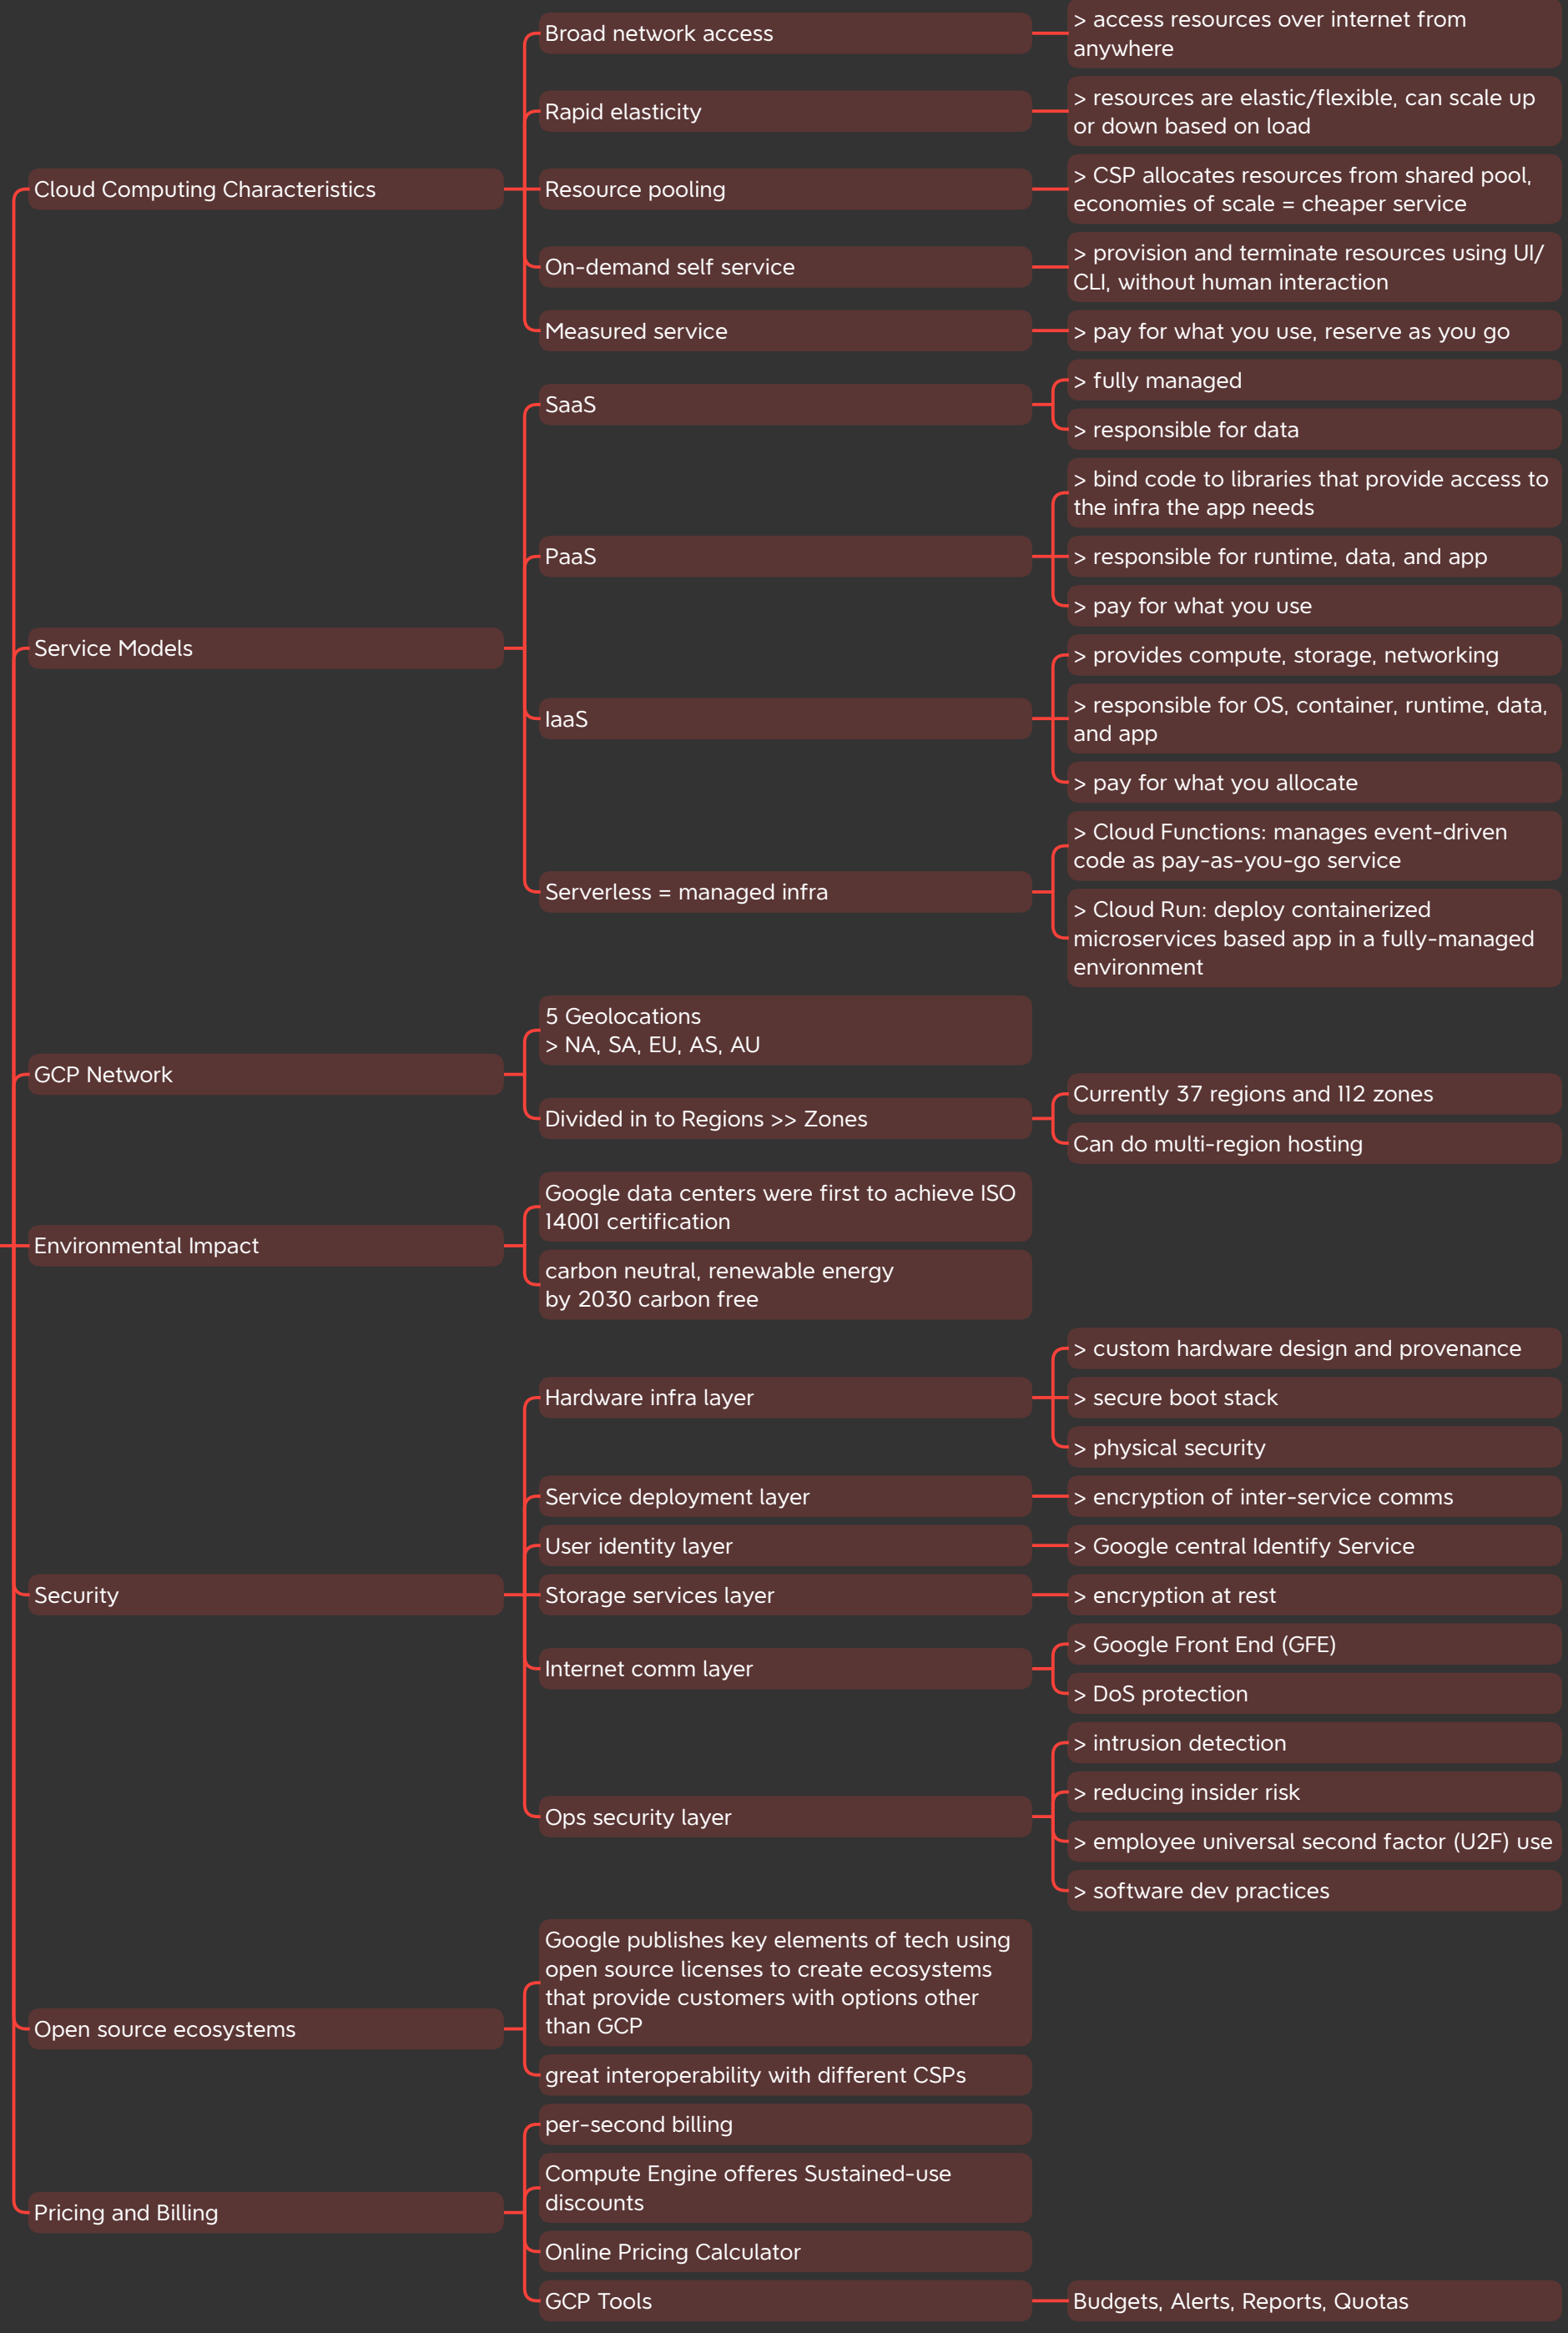 Cloud Computing Characteristics
Broad network access
> access resources over internet from
anywhere
Rapid elasticity
> resources are elastic/flexible, can scale up
or down based on load
Resource pooling
> CSP allocates resources from shared pool,
economies of scale = cheaper service
On-demand self service
> provision and terminate resources using UI/
CLI, without human interaction
Measured service
> pay for what you use, reserve as you go
Service Models
SaaS
> fully managed
> responsible for data
PaaS
> bind code to libraries that provide access to
the infra the app needs
> responsible for runtime, data, and app
> pay for what you use
IaaS
> provides compute, storage, networking
> responsible for OS, container, runtime, data,
and app
> pay for what you allocate
Serverless = managed infra
> Cloud Functions: manages event-driven
code as pay-as-you-go service
> Cloud Run: deploy containerized
microservices based app in a fully-managed
environment
GCP Network
5 Geolocations
> NA, SA, EU, AS, AU
Divided in to Regions >> Zones
Currently 37 regions and 112 zones
Can do multi-region hosting
Environmental Impact
Google data centers were first to achieve ISO
14001 certification
carbon neutral, renewable energy
by 2030 carbon free
Security
Hardware infra layer
> custom hardware design and provenance
> secure boot stack
> physical security
Service deployment layer
> encryption of inter-service comms
User identity layer
> Google central Identify Service
Storage services layer
> encryption at rest
Internet comm layer
> Google Front End (GFE)
> DoS protection
Ops security layer
> intrusion detection
> reducing insider risk
> employee universal second factor (U2F) use
> software dev practices
Open source ecosystems
Google publishes key elements of tech using
open source licenses to create ecosystems
that provide customers with options other
than GCP
great interoperability with different CSPs
Pricing and Billing
per-second billing
Compute Engine offeres Sustained-use
discounts
Online Pricing Calculator
GCP Tools
Budgets, Alerts, Reports, Quotas